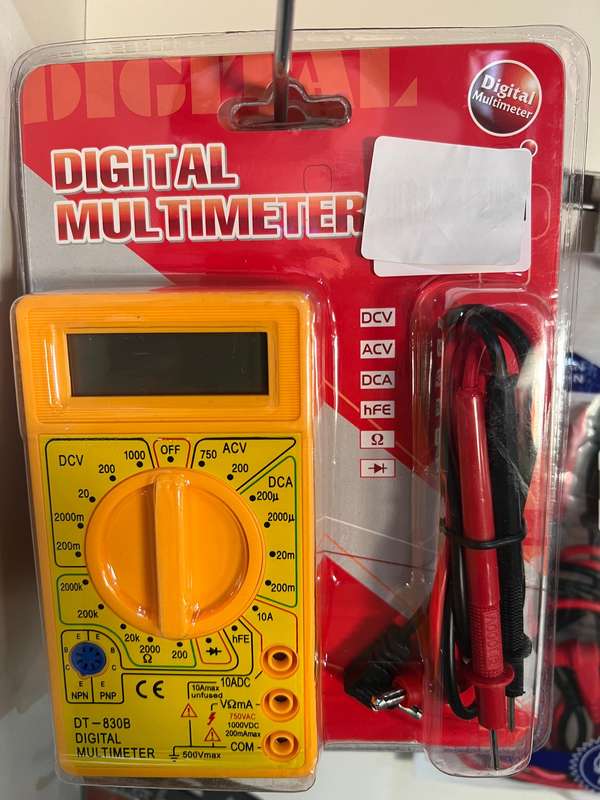 DIGITAL
Digital
Multimeter
DIGITAL
MULTIMETER
DCV
ACV
DCA
hFE
Ω
DCV
1000
OFF
750
ACV
200
200
DCA
20
200µ
2000m
2000µ
200m
20m
2000k
200m
200k
10A
20k
2000
Ω
200
hFE
E E
B B
C C
E E
NPN PNP
CE
10Amax
unfused
10ADC
VΩmA
750VAC
1000VDC
200mAmax
COM
500Vmax
DT-830B
DIGITAL
MULTIMETER